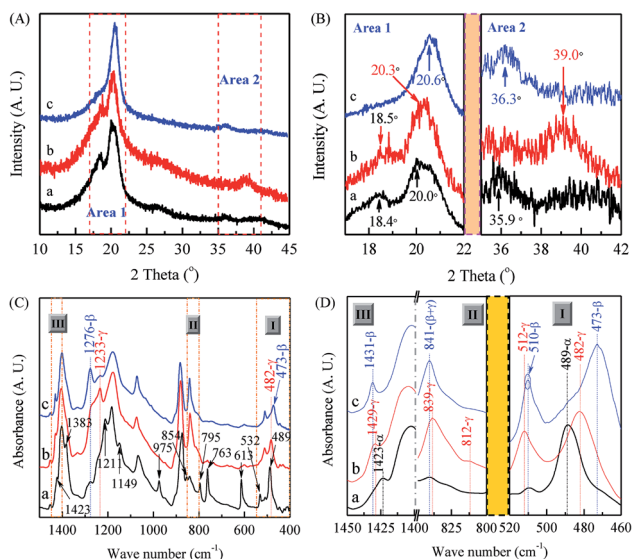 (A)
Intensity (A. U.)
Area 2
Area 1
c
b
a
10 15 20 25 30 35 40 45
2 Theta (°)
(B)
Intensity (A. U.)
Area 1
Area 2
20.3°
20.6°
39.0°
36.3°
18.5°
18.4°
20.0°
35.9 °
c
b
a
18 20 22 36 38 40 42
2 Theta (°)
(C)
Absorbance (A. U.)
III
II
I
1276-β
1233-γ
482-γ
473-β
1383
1423
1211
1149
975
854
795
763
613
532
489
c
b
a
1400 1200 1000 800 600 400
Wave number (cm⁻¹)
(D)
Absorbance (A. U.)
III
II
I
1431-β
1429-γ
1423-α
841-(β+γ)
839-γ
812-γ
512-γ
510-β
489-α
482-γ
473-β
c
b
a
1450 1425 1400 825 800 520 500 480 460
Wave number (cm⁻¹)